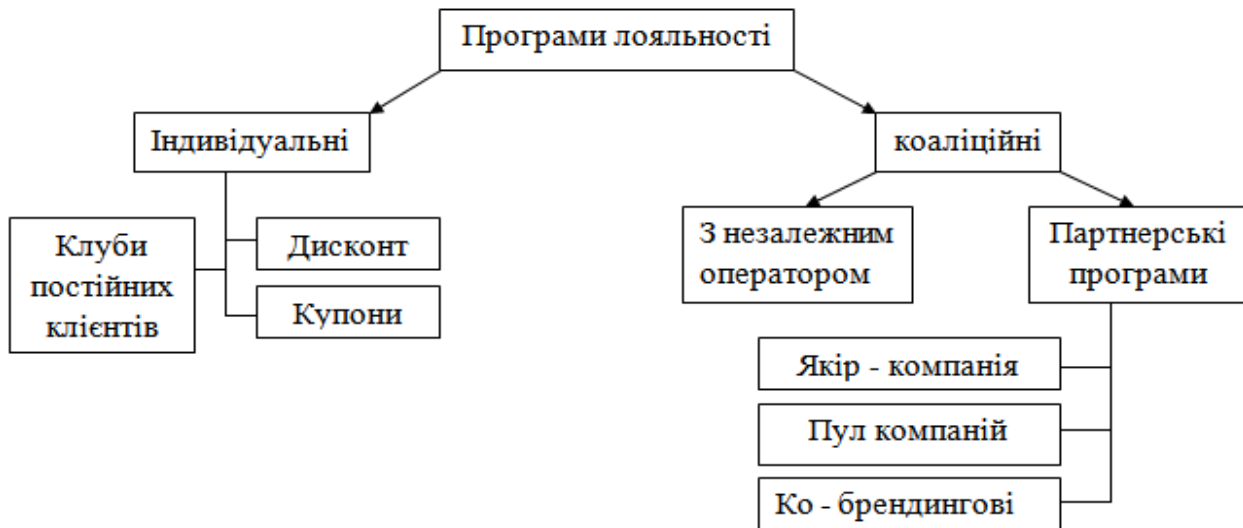 Програми лояльності
Індивідуальні
коаліційні
Клуби
постійних
клієнтів
Дисконт
Купони
З незалежним
оператором
Партнерські
програми
Якір - компанія
Пул компаній
Ко - брендингові